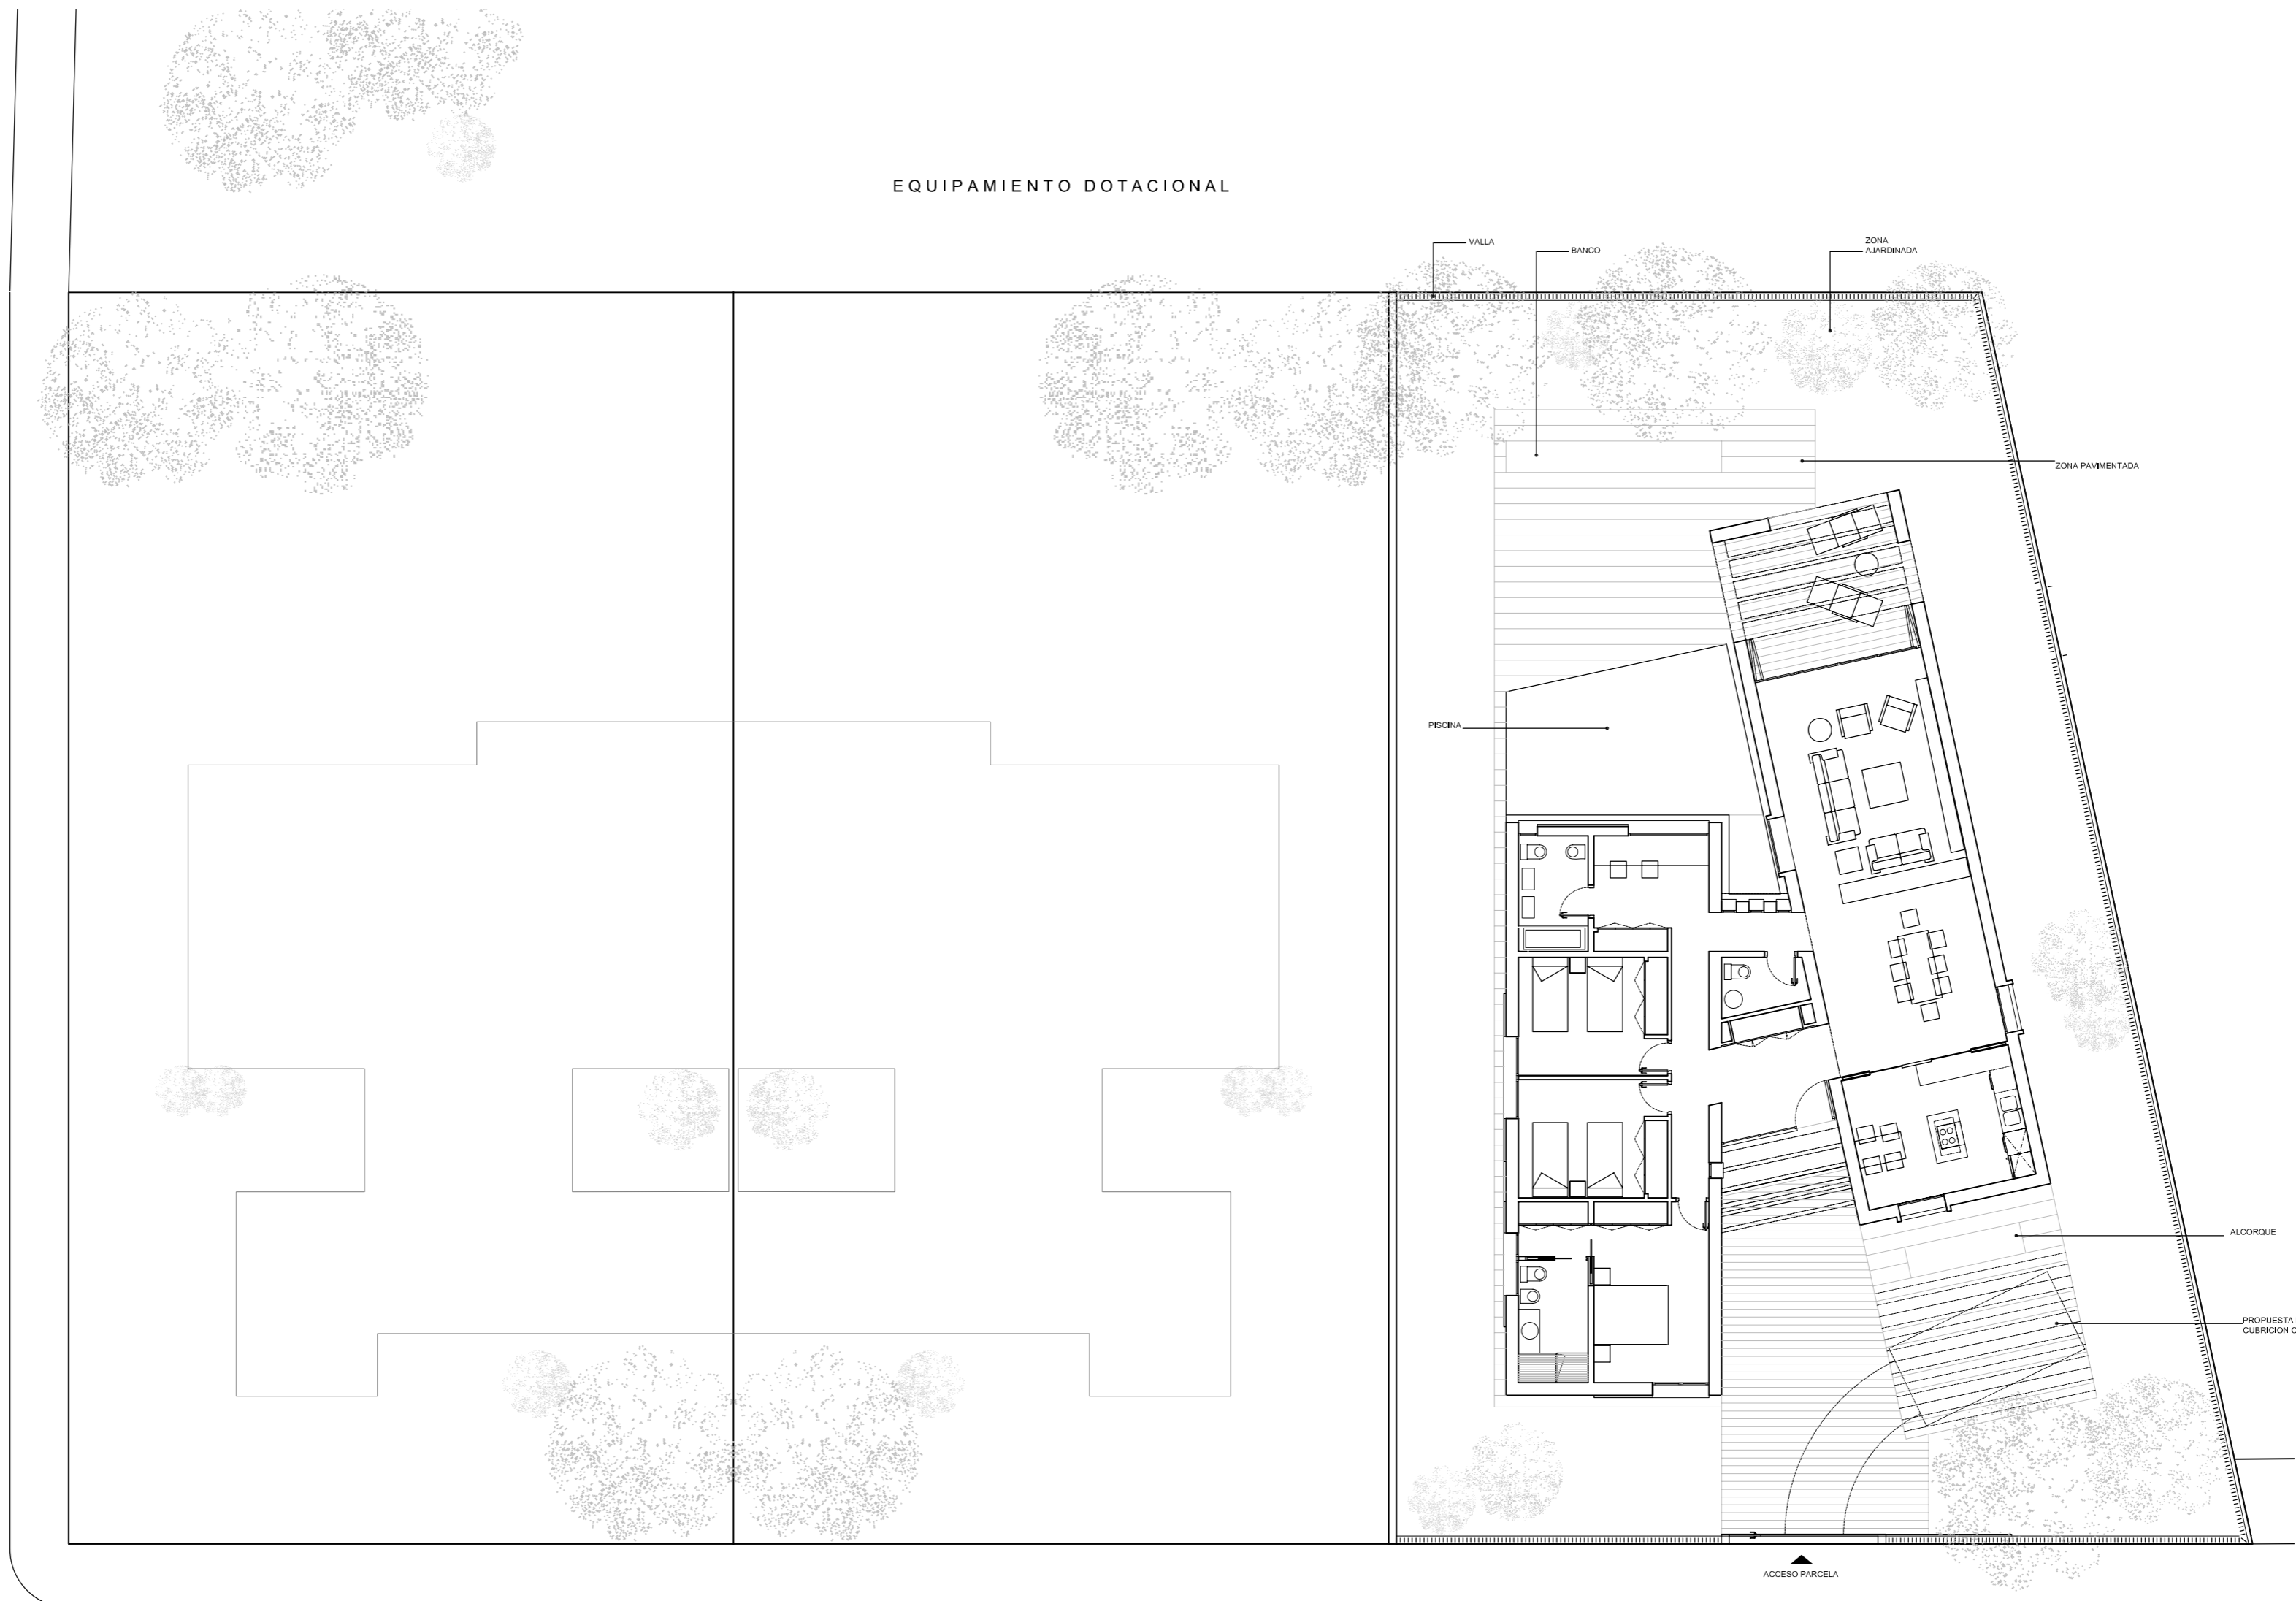 EQUIPAMIENTO DOTACIONAL
VALLA
BANCO
ZONA
AJARDINADA
ZONA PAVIMENTADA
PISCINA
ALCORQUE
PROPUESTA
CUBRICION
ACCESO PARCELA